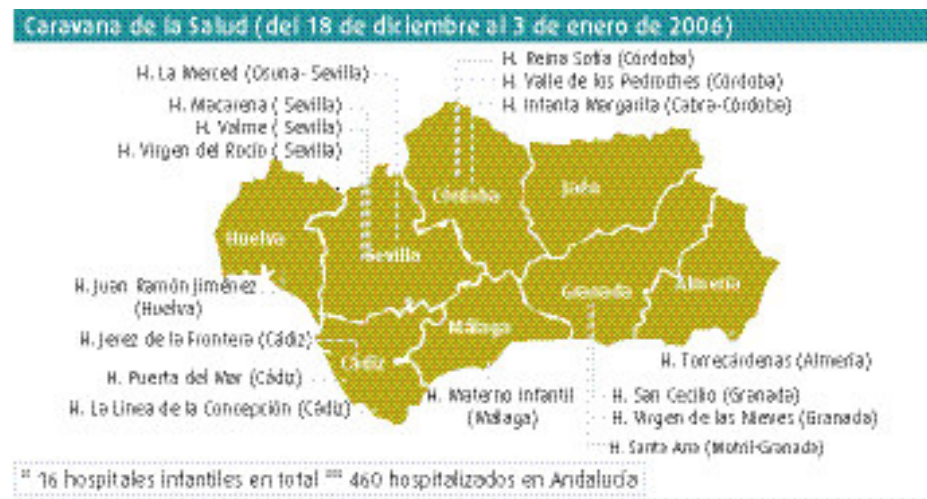 Caravana de la Salud (del 18 de diciembre al 3 de enero de 2006)
H. La Merced (Osuna- Sevilla)
H. Macarena ( Sevilla)
H. Valme ( Sevilla)
H. Virgen del Rocío ( Sevilla)
H. Reina Sofía (Córdoba)
H. Valle de los Pedroches (Córdoba)
H. Infanta Margarita (Cabra-Córdoba)
Córdoba
Jaén
Huelva
Sevilla
Granada
Almería
Málaga
Cádiz
H. Juan Ramón Jiménez
(Huelva)
H. Jerez de la Frontera (Cádiz)
H. Puerta del Mar (Cádiz)
H. La Línea de la Concepción (Cádiz)
H. Materno Infantil
(Málaga)
H. Torrecárdenas (Almería)
H. San Cecilio (Granada)
H. Virgen de las Nieves (Granada)
H. Santa Ana (Motril-Granada)
16 hospitales infantiles en total
460 hospitalizados en Andalucía